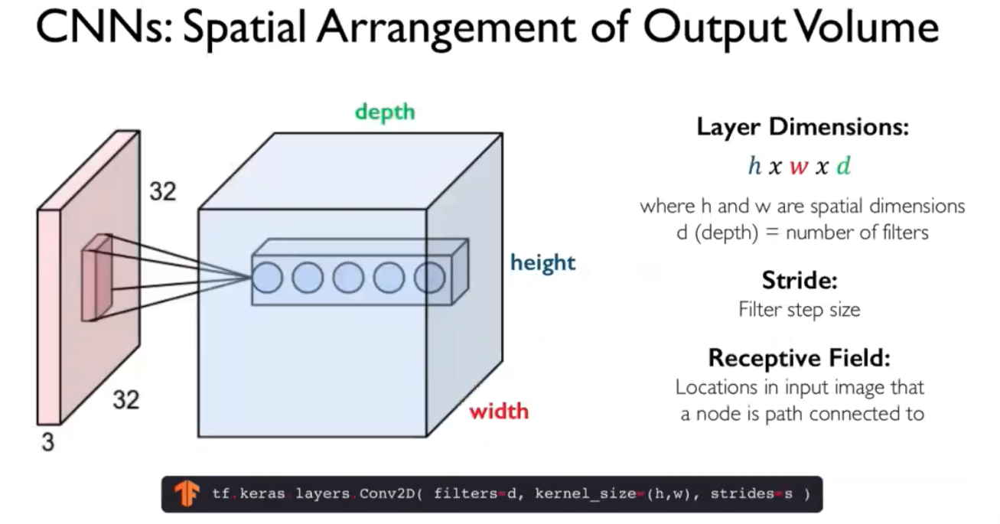 CNNs: Spatial Arrangement of Output Volume
depth
32
height
32
width
3
Layer Dimensions:
h x w x d
where h and w are spatial dimensions
d (depth) = number of filters
Stride:
Filter step size
Receptive Field:
Locations in input image that
a node is path connected to
tf.keras.layers.Conv2D( filters=d, kernel_size=(h,w), strides=s )